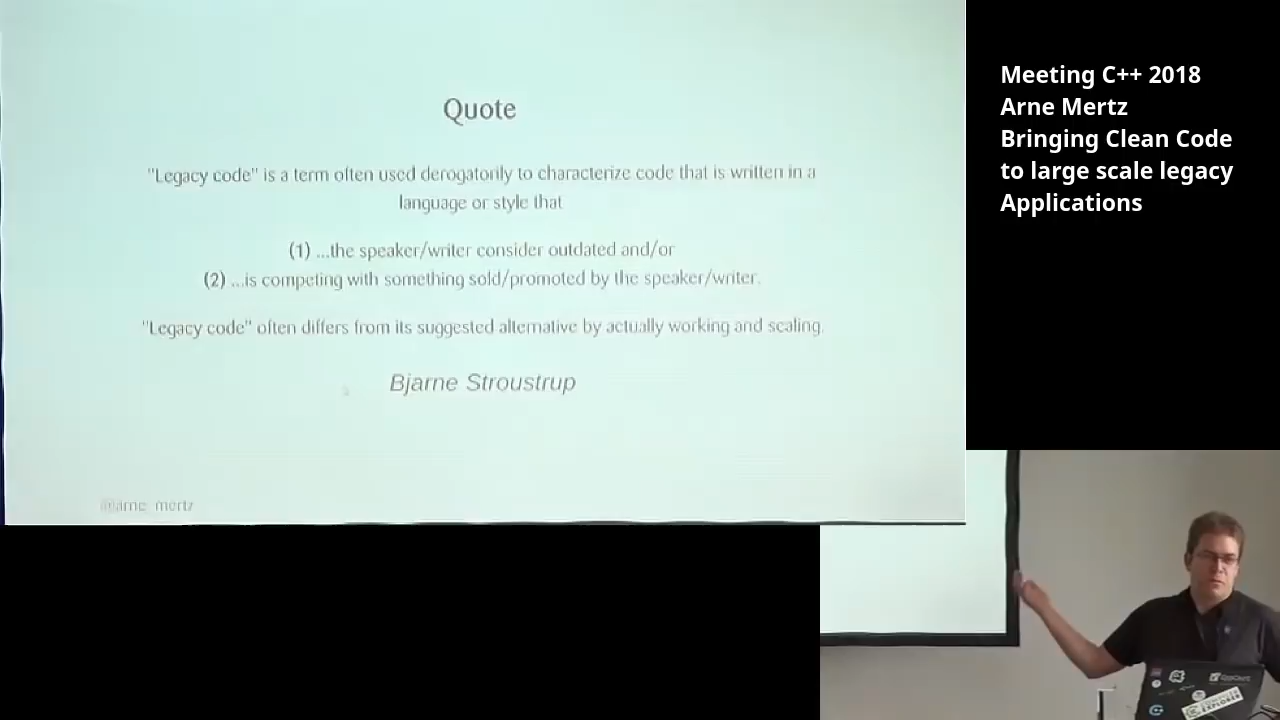 Quote
"Legacy code" is a term often used derogatorily to characterize code that is written in a
language or style that
(1) ...the speaker/writer consider outdated and/or
(2) ...is competing with something sold/promoted by the speaker/writer.
"Legacy code" often differs from its suggested alternative by actually working and scaling.
Bjarne Stroustrup
@arne_mertz
Meeting C++ 2018
Arne Mertz
Bringing Clean Code
to large scale legacy
Applications
EXPLORER